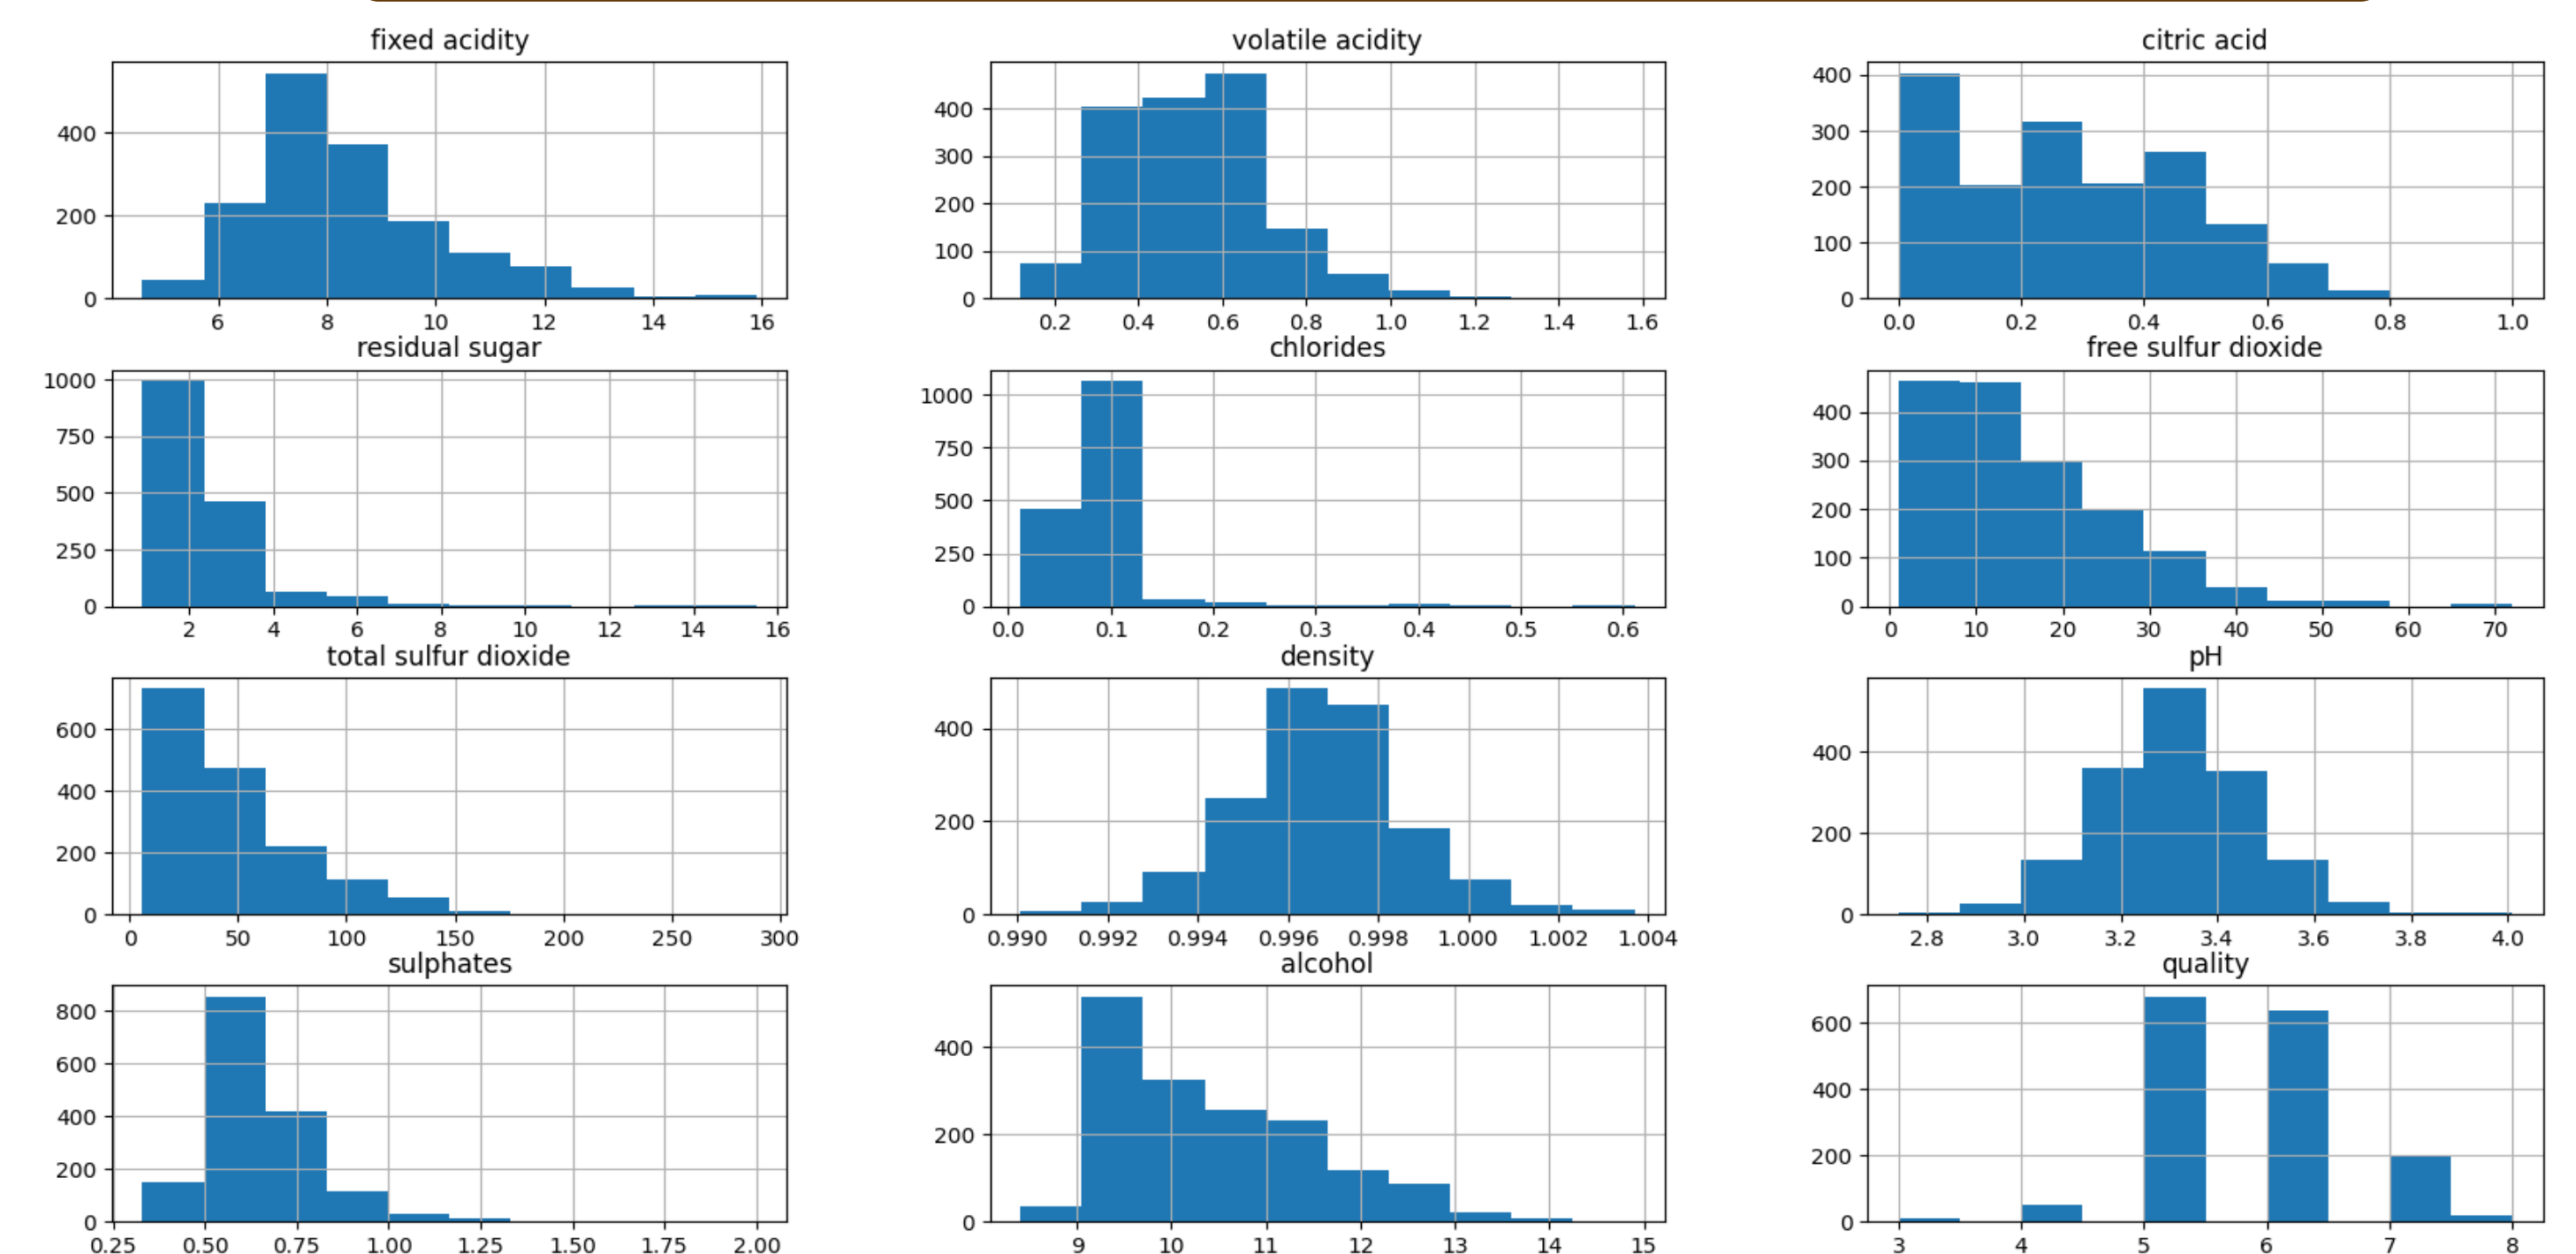 fixed acidity
volatile acidity
citric acid
400
200
0
6 8 10 12 14 16
400
300
200
100
0
0.2 0.4 0.6 0.8 1.0 1.2 1.4 1.6
400
300
200
100
0
0.0 0.2 0.4 0.6 0.8 1.0
residual sugar
chlorides
free sulfur dioxide
1000
750
500
250
0
2 4 6 8 10 12 14 16
1000
750
500
250
0
0.0 0.1 0.2 0.3 0.4 0.5 0.6
400
300
200
100
0
0 10 20 30 40 50 60 70
total sulfur dioxide
density
pH
600
400
200
0
0 50 100 150 200 250 300
400
200
0
0.990 0.992 0.994 0.996 0.998 1.000 1.002 1.004
400
200
0
2.8 3.0 3.2 3.4 3.6 3.8 4.0
sulphates
alcohol
quality
800
600
400
200
0
0.25 0.50 0.75 1.00 1.25 1.50 1.75 2.00
400
200
0
9 10 11 12 13 14 15
600
400
200
0
3 4 5 6 7 8